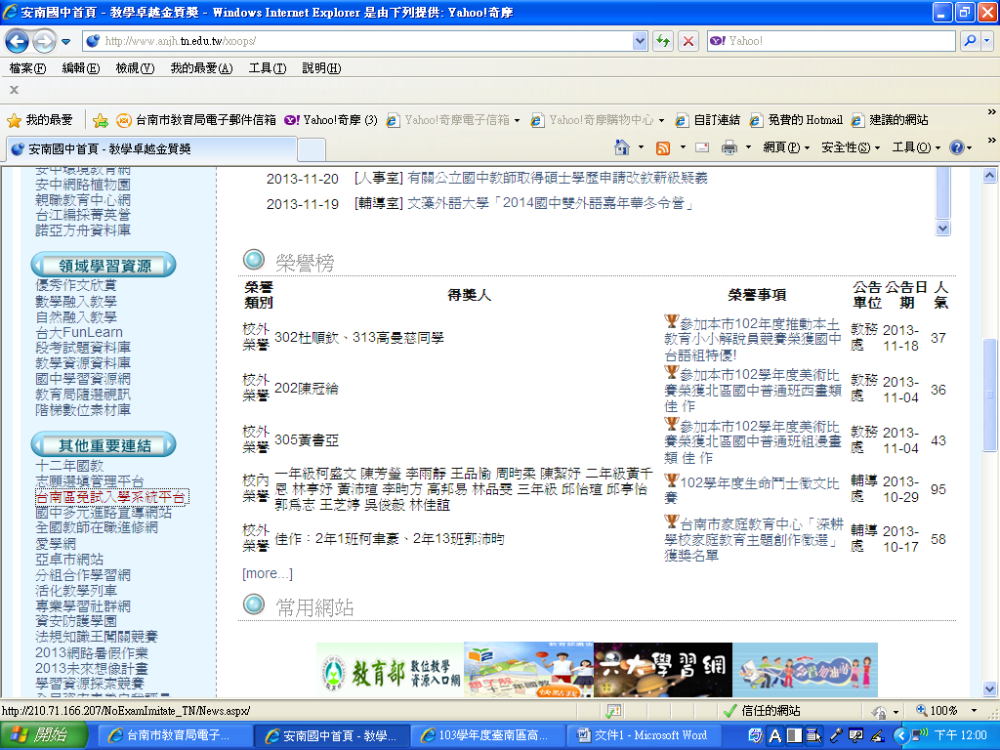 安南國中首頁 - 教學卓越金質獎 - Windows Internet Explorer 是由下列提供: Yahoo!奇摩
http://www.anjh.tn.edu.tw/xoops/
Yahoo!
檔案(F) 編輯(E) 檢視(V) 我的最愛(A) 工具(T) 說明(H)
x
我的最愛 台南市教育局電子郵件信箱 Yahoo!奇摩 (3) Yahoo!奇摩電子信箱 Yahoo!奇摩購物中心 自訂連結 免費的 Hotmail 建議的網站
安南國中首頁 - 教學卓越金質獎
網頁(P) 安全性(S) 工具(O)
安中環境教育網
安中網路植物園
親職教育中心網
台江編採菁英營
諾亞方舟資料庫
領域學習資源
優秀作文欣賞
數學融入教學
自然融入教學
台大FunLearn
段考試題資料庫
教學資源資料庫
國中學習資源網
教育局隨選視訊
階梯數位素材庫
其他重要連結
十二年國教
志願選填管理平台
台南區免試入學系統平台
國中多元進路宣導網站
全國教師在職進修網
愛學網
亞卓市網站
分組合作學習網
活化教學列車
專業學習社群網
資安防護學園
法規知識王闖關競賽
2013網路暑假作業
2013未來想像計畫
學習資源探索競賽
2013-11-20 [人事室] 有關公立國中教師取得碩士學歷申請改敘薪級疑義
2013-11-19 [輔導室] 文藻外語大學「2014國中雙外語嘉年華冬令營」
榮譽榜
榮譽類別 得獎人 榮譽事項 公告單位 公告日期 人氣
校外榮譽 302杜順欽、313高曼慈同學 參加本市102年度推動本土教育小小解說員競賽榮獲國中台語組特優! 教務處 2013-11-18 37
校外榮譽 202陳冠綸 參加本市102學年度美術比賽榮獲北區國中普通班西畫類 佳 作 教務處 2013-11-04 36
校外榮譽 305黃書亞 參加本市102學年度美術比賽榮獲北區國中普通班組漫畫類 佳 作 教務處 2013-11-04 43
校內榮譽 一年級柯盛文 陳芳瑩 李雨靜 王品愉 周昀柔 陳絜妤 二年級黃千恩 林亭妤 黃沛瑄 李昀方 高邦易 林品雯 三年級 邱怡瑄 邱亭怡 郭為志 王芝婷 吳俊毅 林佳誼 102學年度生命鬥士徵文比賽 輔導處 2013-10-29 95
校外榮譽 佳作：2年1班柯聿豪、2年13班郭沛昀 台南市家庭教育中心「深耕學校家庭教育主題創作徵選」獲獎名單 輔導處 2013-10-17 58
[more...]
常用網站
教育部 數位教學資源入口網
教育部廣告
十二年國教
快點我
六大學習網
http://210.71.166.207/NoExamImitate_TN/News.aspx/
信任的網站
100%
開始
台南市教育局電子...
安南國中首頁 - 教學...
103學年度臺南區高...
文件1 - Microsoft Word
下午 12:00